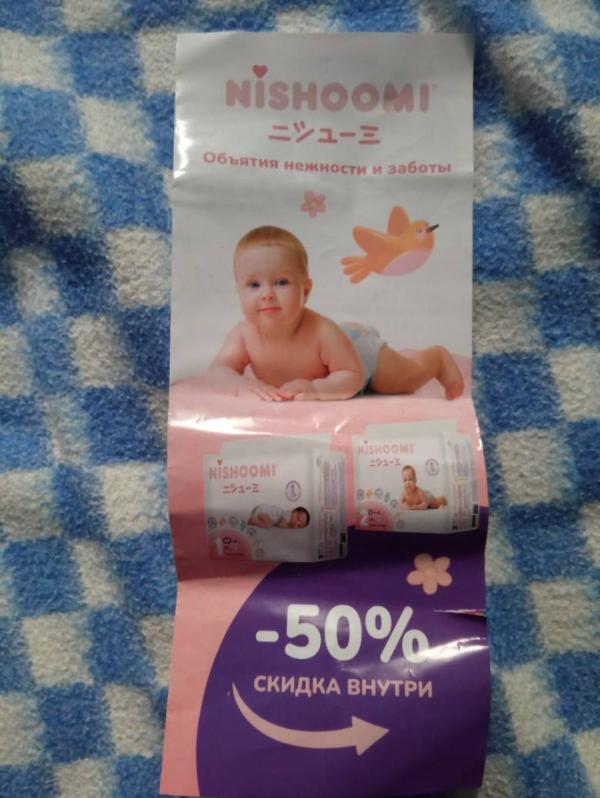 NiSHOOMI
ニシューミ
Объятия нежности и заботы
NiSHOOMI
ニシューミ
NiSHOOMI
ニシューミ
-50%
СКИДКА ВНУТРИ